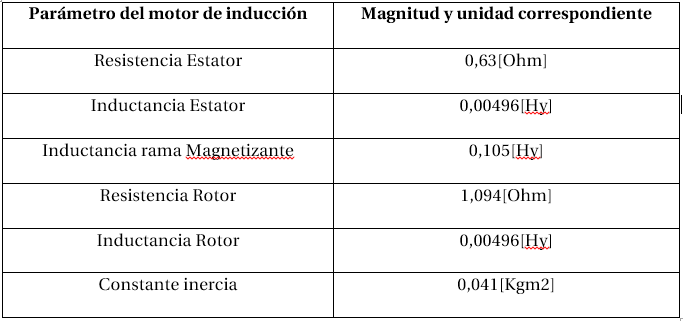 Parámetro del motor de inducción Magnitud y unidad correspondiente
Resistencia Estator 0,63[Ohm]
Inductancia Estator 0,00496[Hy]
Inductancia rama Magnetizante 0,105[Hy]
Resistencia Rotor 1,094[Ohm]
Inductancia Rotor 0,00496[Hy]
Constante inercia 0,041[Kgm2]